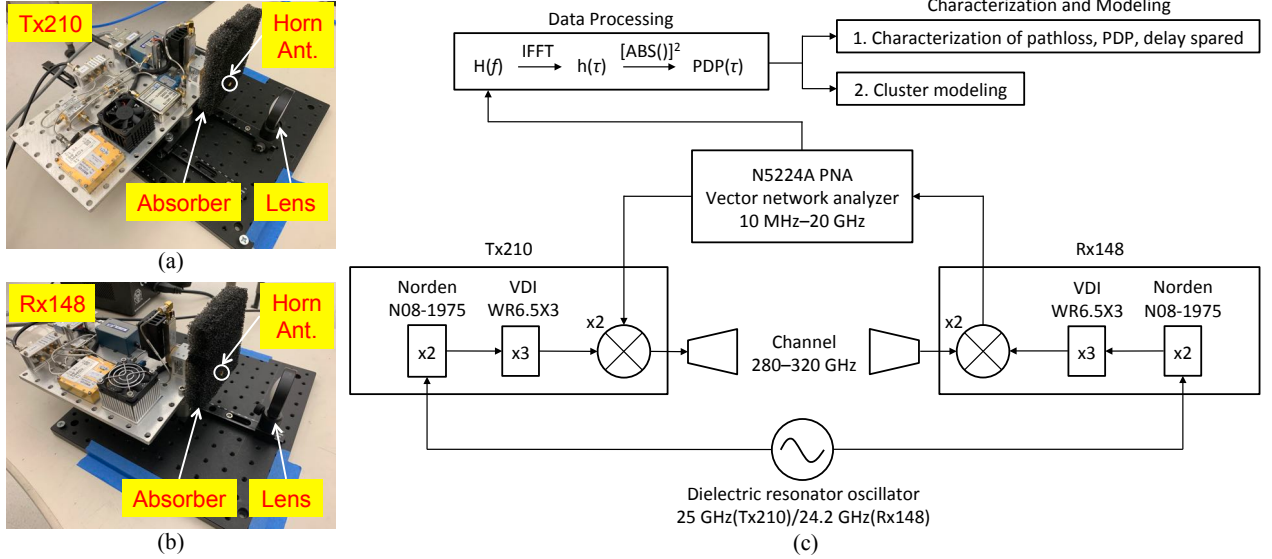 Tx210
Horn
Ant.
Absorber
Lens
(a)
Rx148
Horn
Ant.
Absorber
Lens
(b)
Data Processing
H(f)
IFFT
h(τ)
[ABS()]²
PDP(τ)
Characterization and Modeling
1. Characterization of pathloss, PDP, delay spared
2. Cluster modeling
N5224A PNA
Vector network analyzer
10 MHz–20 GHz
Tx210
Norden
N08-1975
x2
VDI
WR6.5X3
x3
x2
Channel
280–320 GHz
Rx148
x2
VDI
WR6.5X3
x3
Norden
N08-1975
x2
Dielectric resonator oscillator
25 GHz(Tx210)/24.2 GHz(Rx148)
(c)